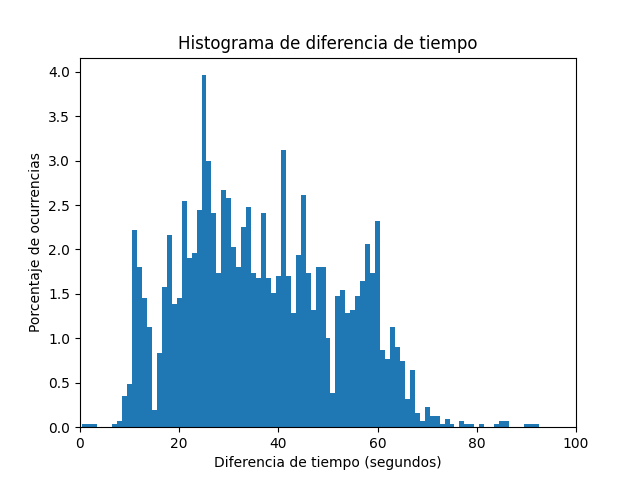 Histograma de diferencia de tiempo
Porcentaje de ocurrencias
4.0
3.5
3.0
2.5
2.0
1.5
1.0
0.5
0.0
0 20 40 60 80 100
Diferencia de tiempo (segundos)